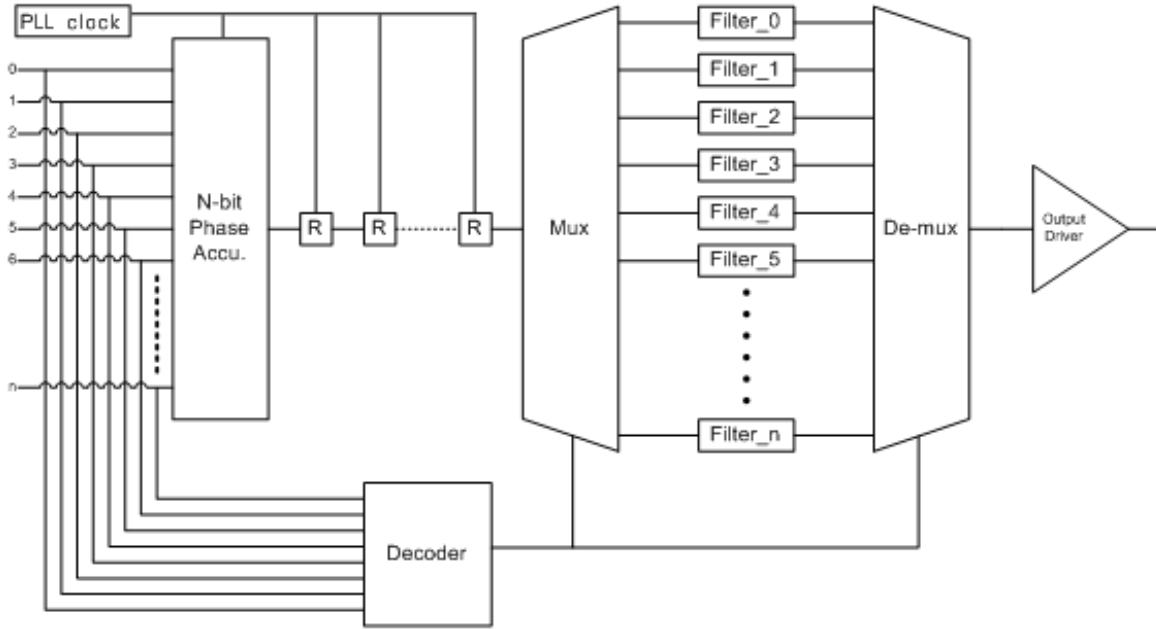 PLL clock
0
1
2
3
4
5
6
n
N-bit
Phase
Accu.
R
R
R
Mux
Filter_0
Filter_1
Filter_2
Filter_3
Filter_4
Filter_5
Filter_n
De-mux
Output
Driver
Decoder